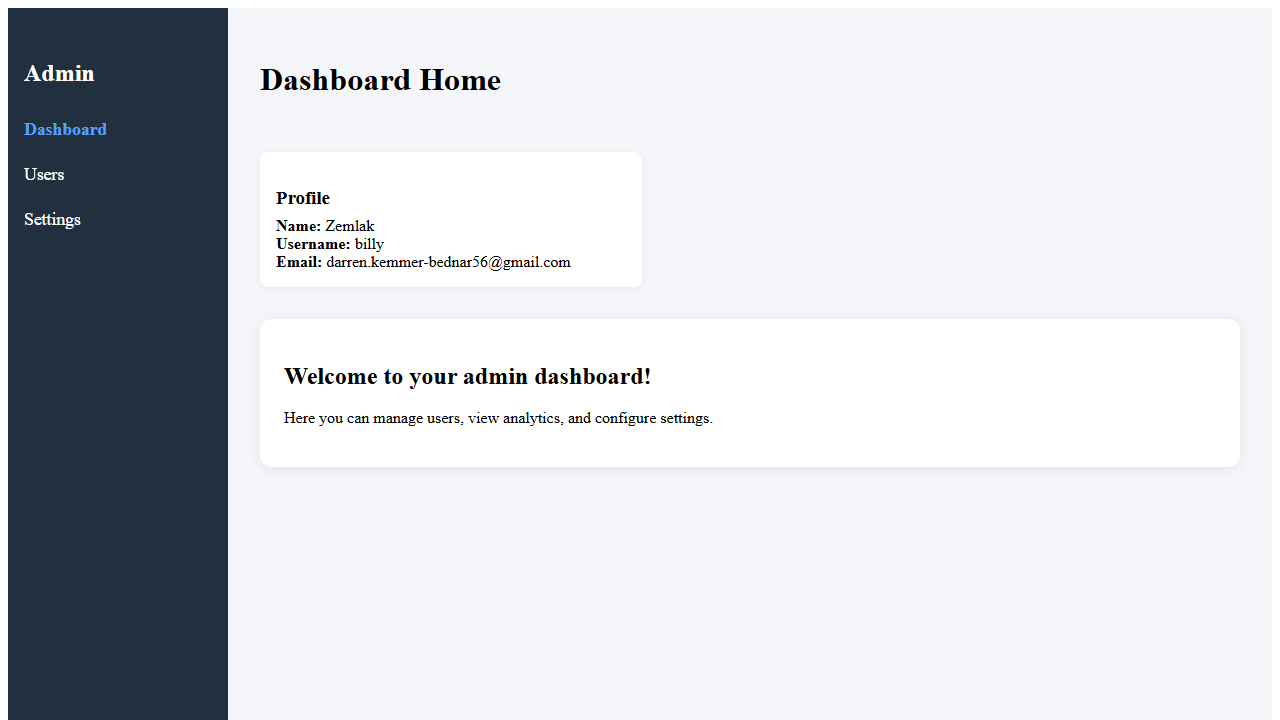 Admin
Dashboard
Users
Settings
Dashboard Home
Profile
Name: Zemlak
Username: billy
Email: darren.kemmer-bednar56@gmail.com
Welcome to your admin dashboard!
Here you can manage users, view analytics, and configure settings.